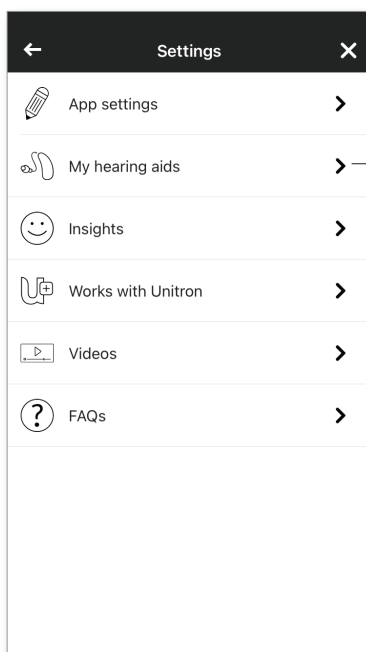 Settings
App settings
My hearing aids
Insights
Works with Unitron
Videos
FAQs